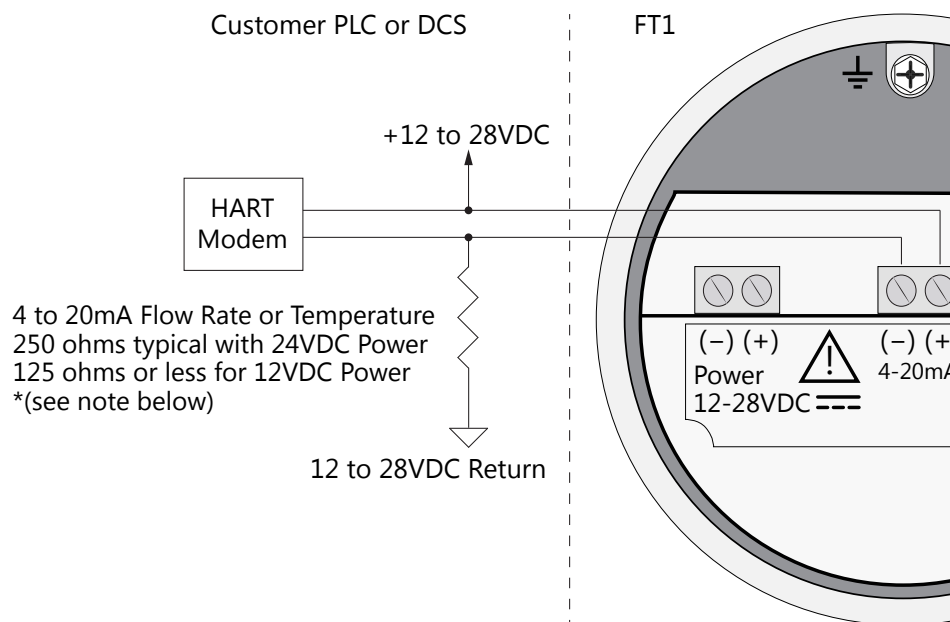 Customer PLC or DCS
FT1
+12 to 28VDC
HART
Modem
4 to 20mA Flow Rate or Temperature
250 ohms typical with 24VDC Power
125 ohms or less for 12VDC Power
*(see note below)
12 to 28VDC Return
(−) (+)
Power
12-28VDC
!
(−) (+
4-20mA